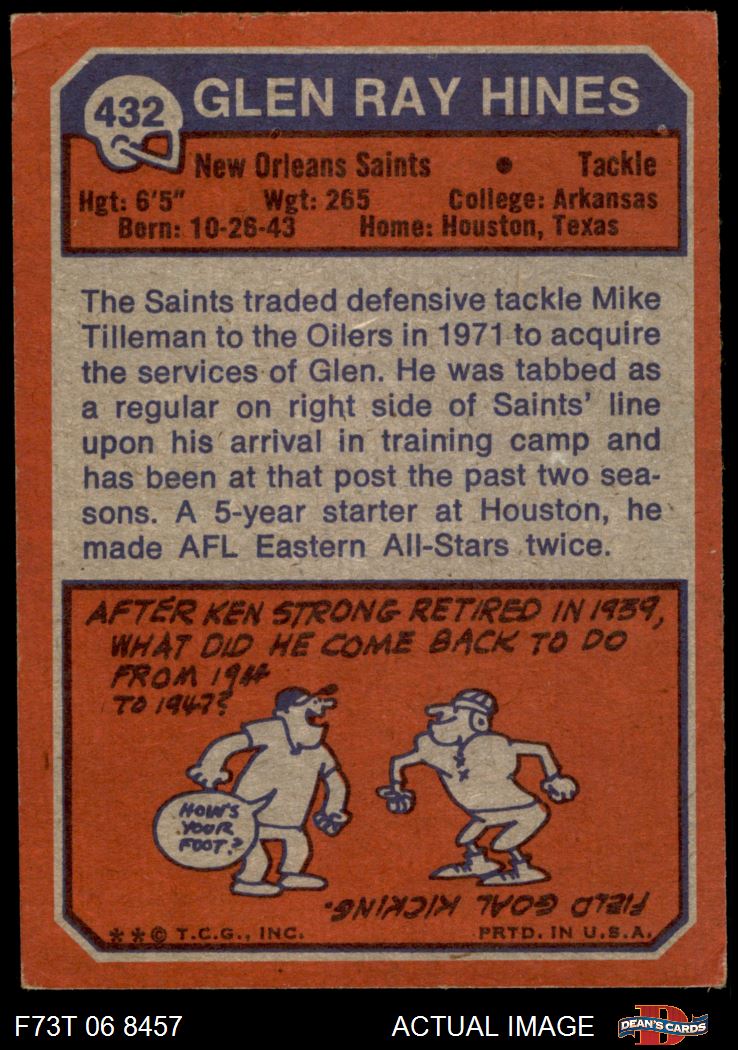 432
GLEN RAY HINES
New Orleans Saints • Tackle
Hgt: 6'5" Wgt: 265 College: Arkansas
Born: 10-26-43 Home: Houston, Texas
The Saints traded defensive tackle Mike
Tilleman to the Oilers in 1971 to acquire
the services of Glen. He was tabbed as
a regular on right side of Saints' line
upon his arrival in training camp and
has been at that post the past two sea-
sons. A 5-year starter at Houston, he
made AFL Eastern All-Stars twice.
AFTER KEN STRONG RETIRED IN 1939,
WHAT DID HE COME BACK TO DO
FROM 1944
TO 1947?
HOW'S
YOUR
FOOT?
FIELD GOAL KICKING.
**© T.C.G., INC. PRTD. IN U.S.A.
F73T 06 8457 ACTUAL IMAGE
D
DEAN'S CARDS